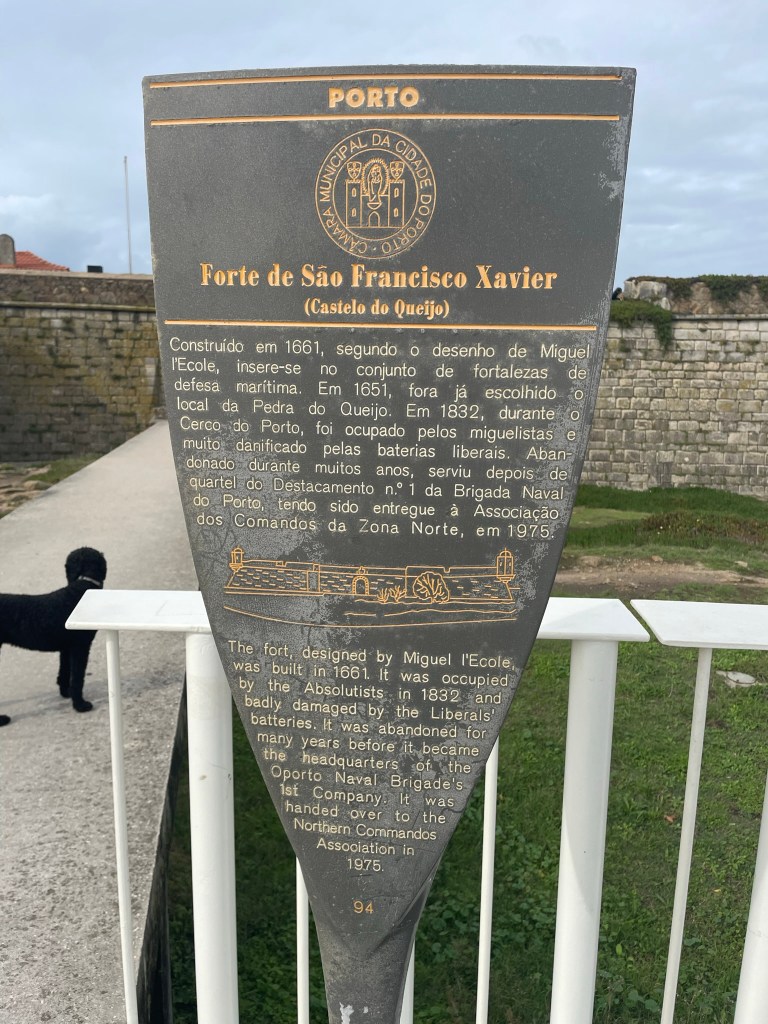 PORTO
CÂMARA MUNICIPAL DA CIDADE DO PORTO
Forte de São Francisco Xavier
(Castelo do Queijo)
Construído em 1661, segundo o desenho de Miguel
l'Ecole, insere-se no conjunto de fortalezas de
defesa marítima. Em 1651, fora já escolhido o
local da Pedra do Queijo. Em 1832, durante o
Cerco do Porto, foi ocupado pelos miguelistas e
muito danificado pelas baterias liberais. Aban-
donado durante muitos anos, serviu depois de
quartel do Destacamento n.º 1 da Brigada Naval
do Porto, tendo sido entregue à Associação
dos Comandos da Zona Norte, em 1975.
The fort, designed by Miguel l'Ecole,
was built in 1661. It was occupied
by the Absolutists in 1832 and
badly damaged by the Liberals'
batteries. It was abandoned for
many years before it became
the headquarters of the
Oporto Naval Brigade's
1st Company. It was
handed over to the
Northern Commandos
Association in
1975.
94